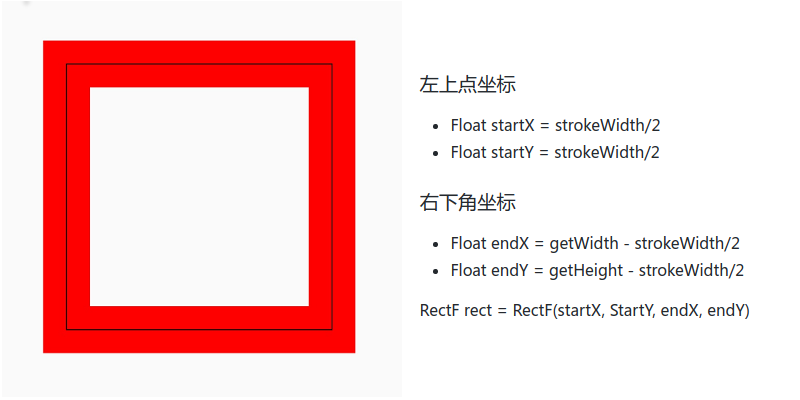 左上点坐标
• Float startX = strokeWidth/2
• Float startY = strokeWidth/2
右下角坐标
• Float endX = getWidth - strokeWidth/2
• Float endY = getHeight - strokeWidth/2
RectF rect = RectF(startX, StartY, endX, endY)